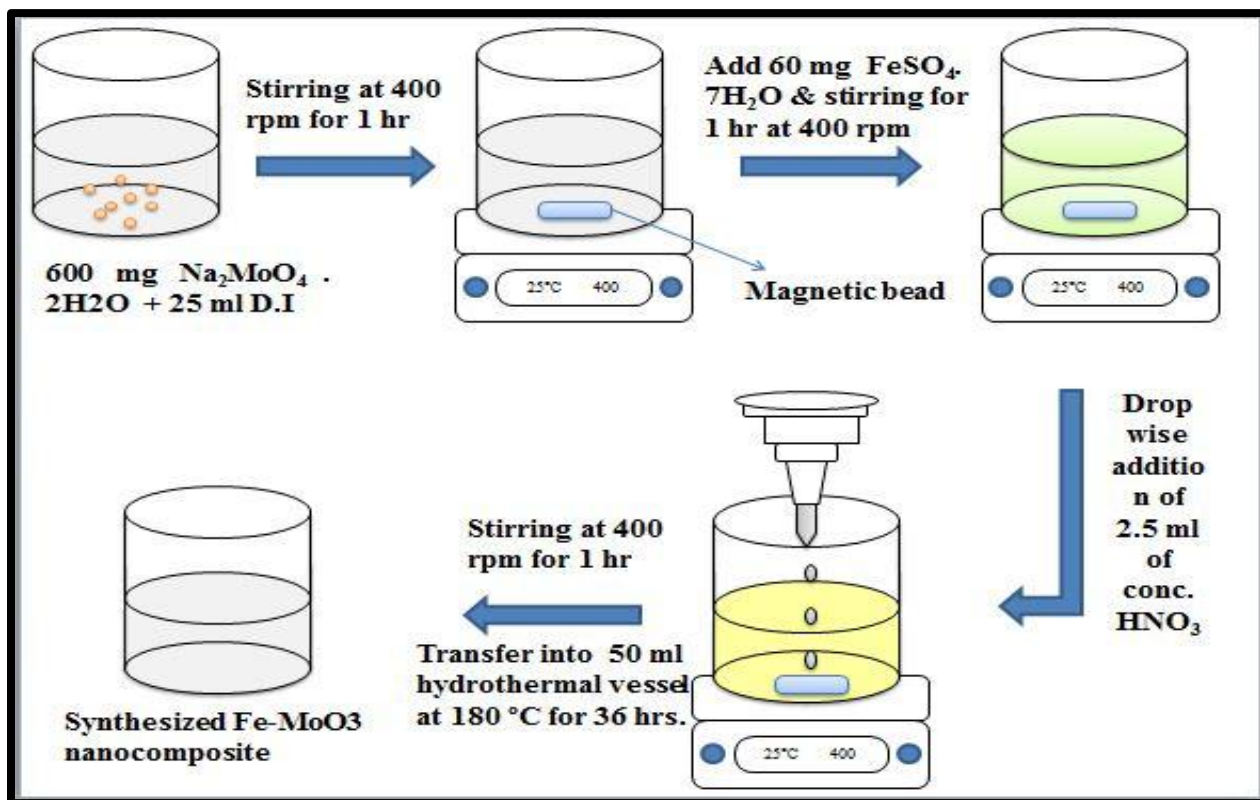 Stirring at 400
rpm for 1 hr
Add 60 mg FeSO₄.
7H₂O & stirring for
1 hr at 400 rpm
600 mg Na₂MoO₄ .
2H2O + 25 ml D.I
25°C 400
Magnetic bead
25°C 400
Drop
wise
additio
n of
2.5 ml
of
conc.
HNO₃
Stirring at 400
rpm for 1 hr
Transfer into 50 ml
hydrothermal vessel
at 180 °C for 36 hrs.
25°C 400
Synthesized Fe-MoO3
nanocomposite